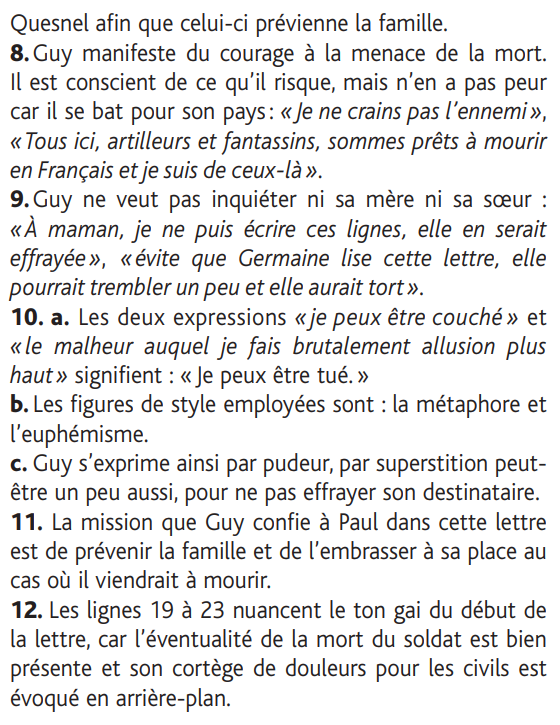 Quesnel afin que celui-ci prévienne la famille.
8. Guy manifeste du courage à la menace de la mort.
Il est conscient de ce qu'il risque, mais n'en a pas peur
car il se bat pour son pays : « Je ne crains pas l'ennemi »,
« Tous ici, artilleurs et fantassins, sommes prêts à mourir
en Français et je suis de ceux-là ».
9. Guy ne veut pas inquiéter ni sa mère ni sa sœur :
« À maman, je ne puis écrire ces lignes, elle en serait
effrayée », « évite que Germaine lise cette lettre, elle
pourrait trembler un peu et elle aurait tort ».
10. a. Les deux expressions « je peux être couché » et
« le malheur auquel je fais brutalement allusion plus
haut » signifient : « Je peux être tué. »
b. Les figures de style employées sont : la métaphore et
l'euphémisme.
c. Guy s'exprime ainsi par pudeur, par superstition peut-
être un peu aussi, pour ne pas effrayer son destinataire.
11. La mission que Guy confie à Paul dans cette lettre
est de prévenir la famille et de l'embrasser à sa place au
cas où il viendrait à mourir.
12. Les lignes 19 à 23 nuancent le ton gai du début de
la lettre, car l'éventualité de la mort du soldat est bien
présente et son cortège de douleurs pour les civils est
évoqué en arrière-plan.